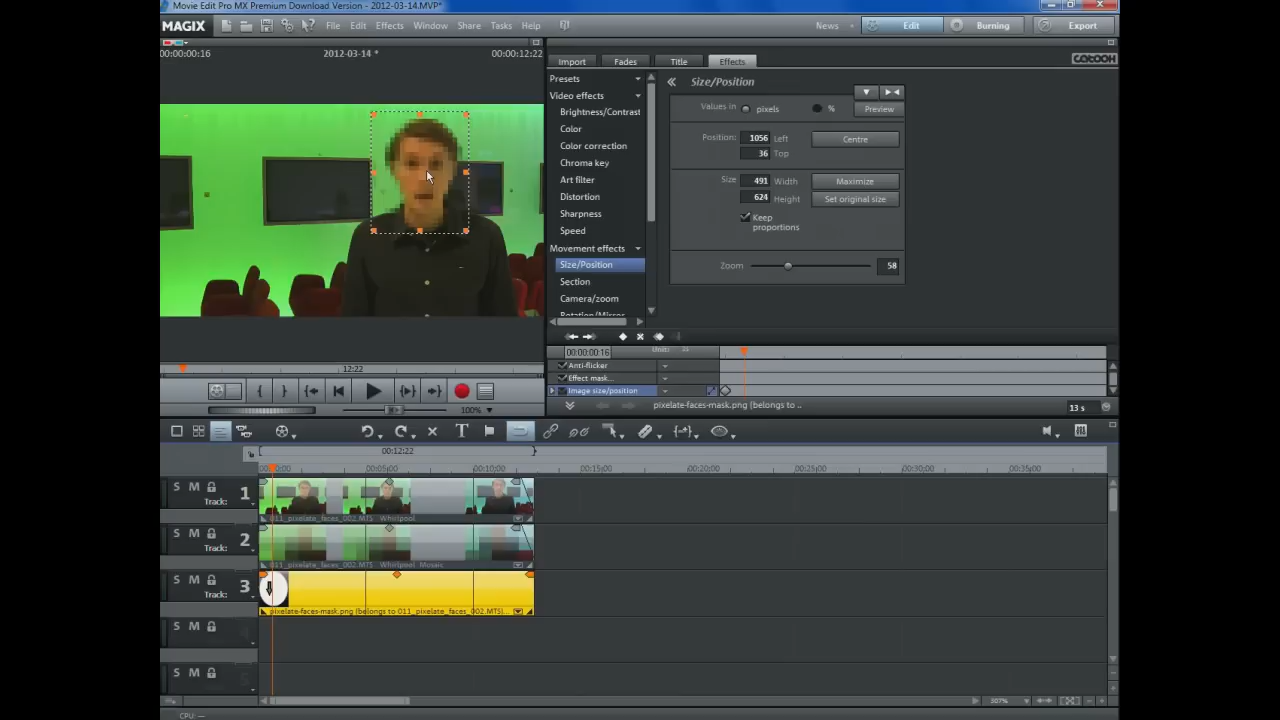 Movie Edit Pro MX Premium Download Version - 2012-03-14.MVP*
MAGIX File Edit Effects Window Share Tasks Help News Edit Burning Export
00:00:00:16 2012-03-14 * 00:00:12:22
Import Fades Title Effects
Presets
Video effects
Brightness/Contrast
Color
Color correction
Chroma key
Art filter
Distortion
Sharpness
Speed
Movement effects
Size/Position
Section
Camera/zoom
Size/Position
Values in pixels %
Preview
Position: 1056 Left Centre
36 Top
Size 491 Width Maximize
624 Height Set original size
Keep
proportions
Zoom 58
00:00:00:16 Units:
Anti-flicker
Effect mask...
Image size/position
pixelate-faces-mask.png (belongs to .. 13 s
12:22
100%
00:12:22
00:05:00 00:10:00 00:15:00 00:20:00 00:25:00 00:30:00 00:35:00
S M Track: 1
011_pixelate_faces_002.MTS Whirlpool
S M Track: 2
011_pixelate_faces_002.MTS Whirlpool Mosaic
S M Track: 3
pixelate-faces-mask.png (belongs to 011_pixelate_faces_002.MTS)...
S M Track: 4
S M
307%
CPU: —